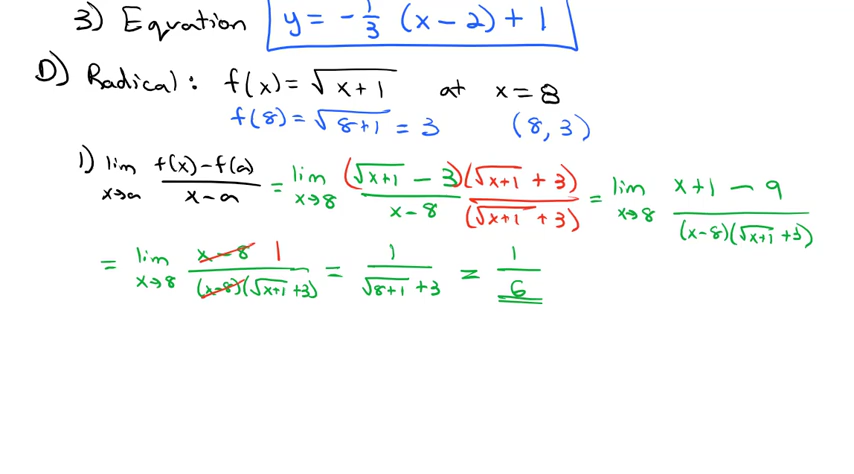 3) Equation y = -1/3 (x-2) + 1
D) Radical: f(x) = √(x+1) at x = 8
f(8) = √(8+1) = 3 (8, 3)
1) lim x→a (f(x)-f(a))/(x-a) = lim x→8 (√(x+1) - 3)(√(x+1) + 3)/(x-8)(√(x+1) + 3) = lim x→8 (x+1-9)/((x-8)(√(x+1)+3))
= lim x→8 x-8 1/((x-8)(√(x+1)+3)) = 1/(√(8+1)+3) = 1/6